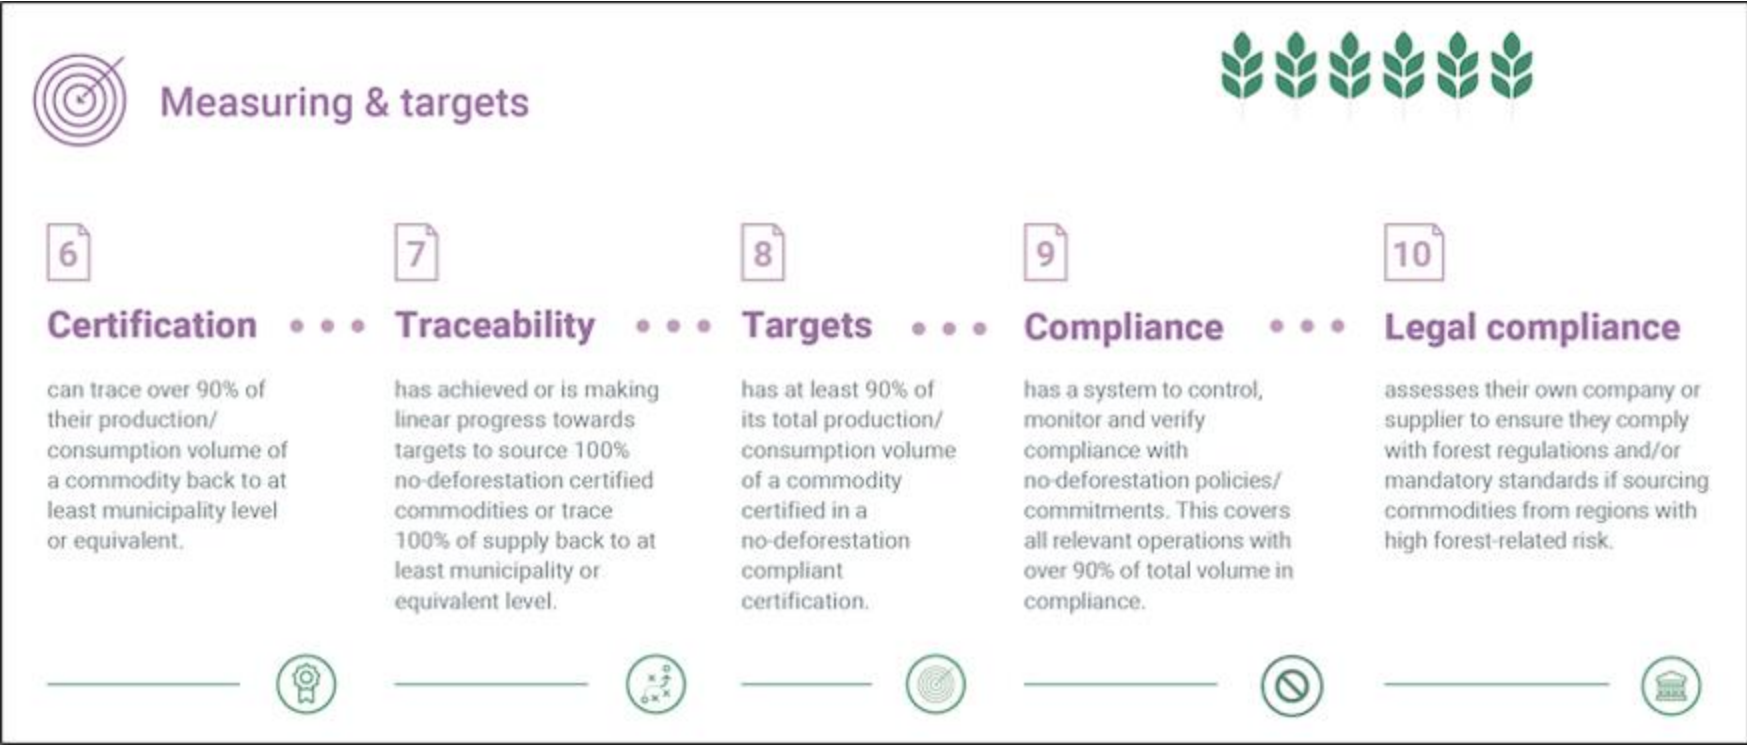 Measuring & targets
6
Certification
can trace over 90% of
their production/
consumption volume of
a commodity back to at
least municipality level
or equivalent.
7
Traceability
has achieved or is making
linear progress towards
targets to source 100%
no-deforestation certified
commodities or trace
100% of supply back to at
least municipality or
equivalent level.
8
Targets
has at least 90% of
its total production/
consumption volume
of a commodity
certified in a
no-deforestation
compliant
certification.
9
Compliance
has a system to control,
monitor and verify
compliance with
no-deforestation policies/
commitments. This covers
all relevant operations with
over 90% of total volume in
compliance.
10
Legal compliance
assesses their own company or
supplier to ensure they comply
with forest regulations and/or
mandatory standards if sourcing
commodities from regions with
high forest-related risk.